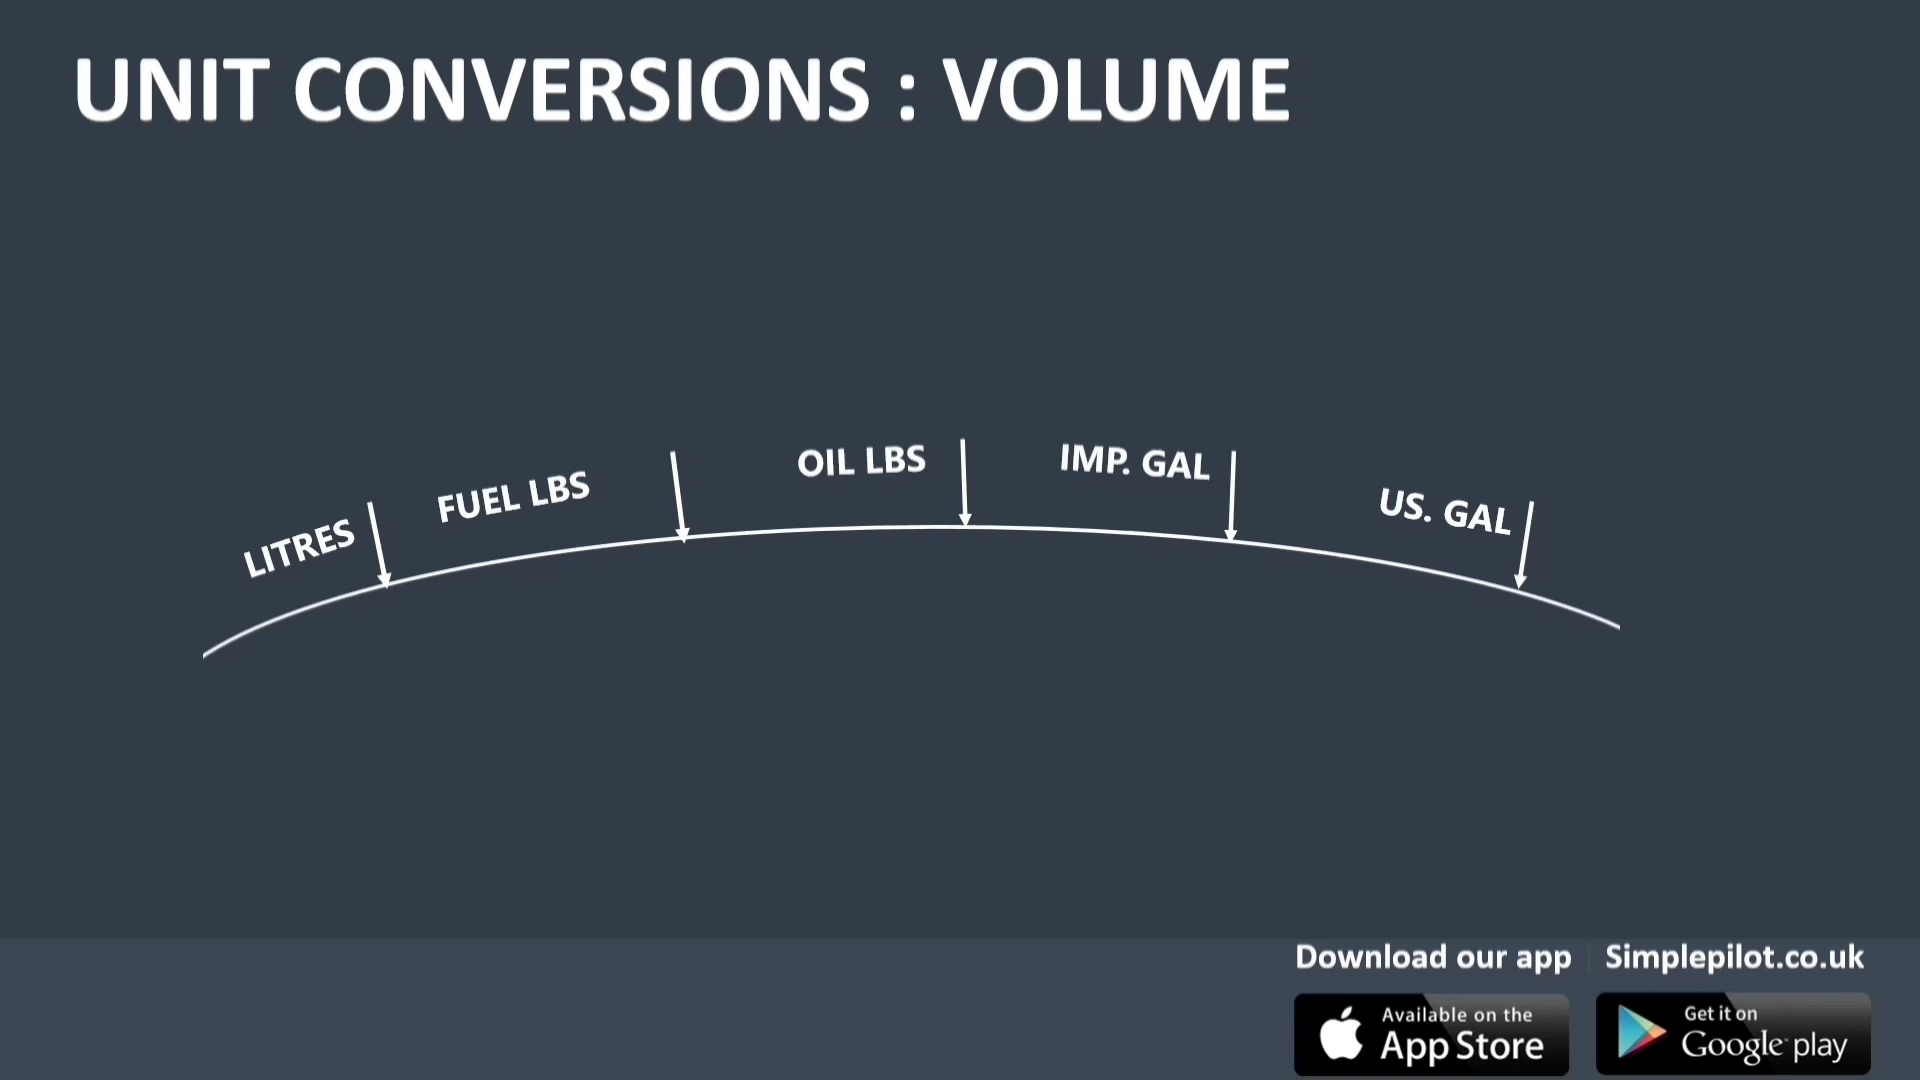 UNIT CONVERSIONS : VOLUME
LITRES
FUEL LBS
OIL LBS
IMP. GAL
US. GAL
Download our app
Simplepilot.co.uk
Available on the
App Store
Get it on
Google play